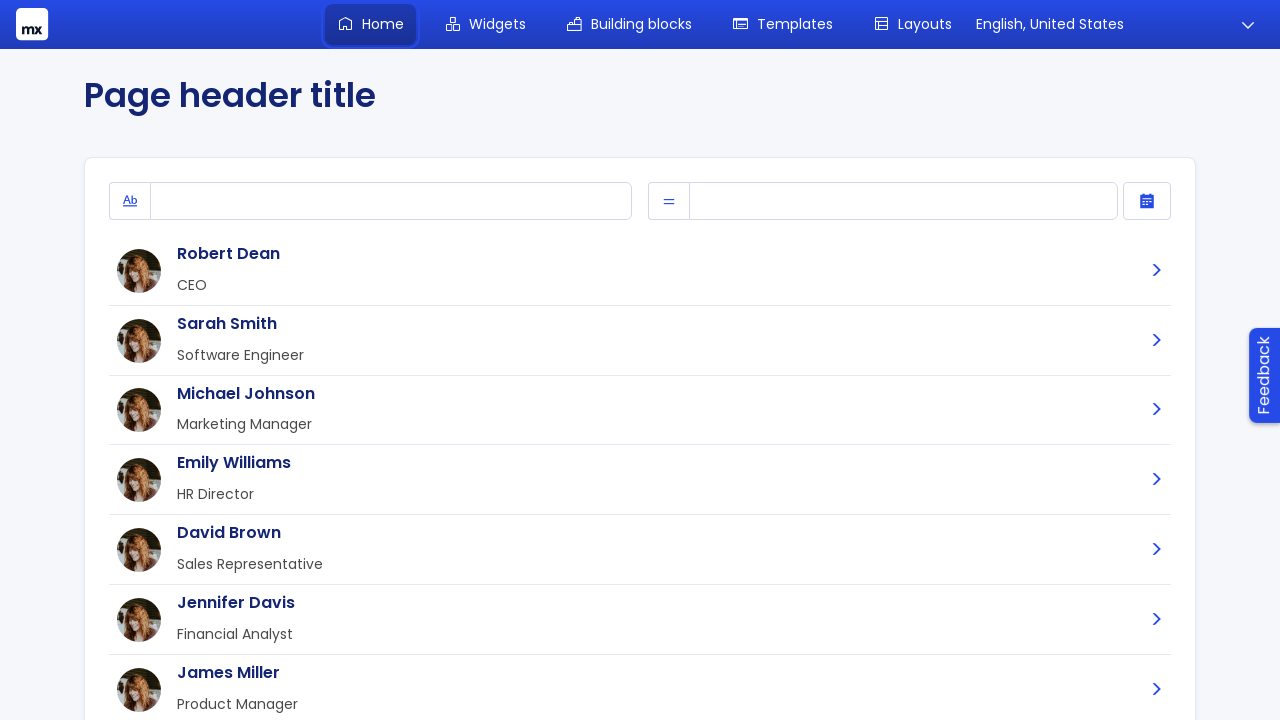 mx
Home
Widgets
Building blocks
Templates
Layouts
English, United States
Page header title
Ab
=
Robert Dean
CEO
Sarah Smith
Software Engineer
Michael Johnson
Marketing Manager
Emily Williams
HR Director
David Brown
Sales Representative
Jennifer Davis
Financial Analyst
James Miller
Product Manager
Feedback